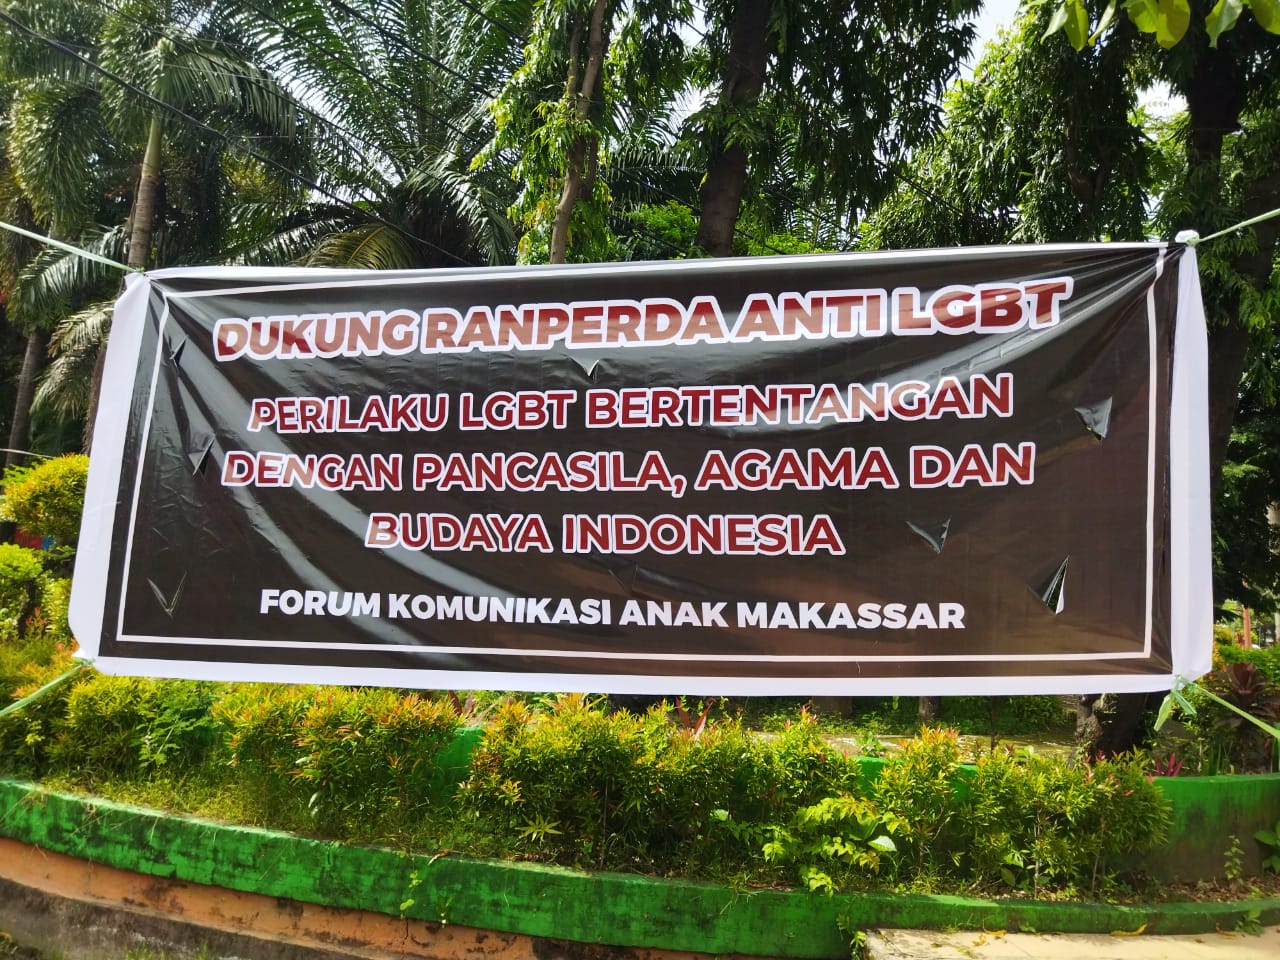 DUKUNG RANPERDA ANTI LGBT
PERILAKU LGBT BERTENTANGAN
DENGAN PANCASILA, AGAMA DAN
BUDAYA INDONESIA
FORUM KOMUNIKASI ANAK MAKASSAR